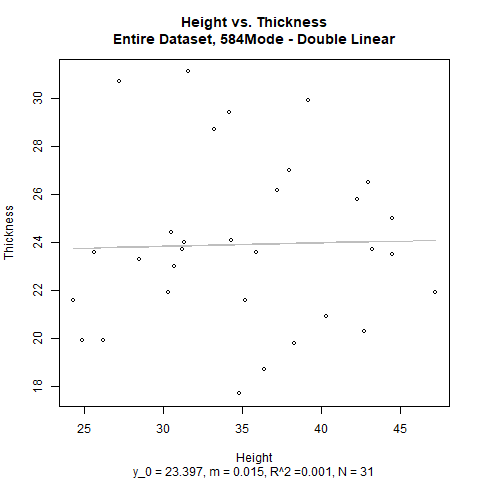 Height vs. Thickness
Entire Dataset, 584Mode - Double Linear
30
28
26
24
22
20
18
Thickness
25 30 35 40 45
Height
y_0 = 23.397, m = 0.015, R^2 =0.001, N = 31